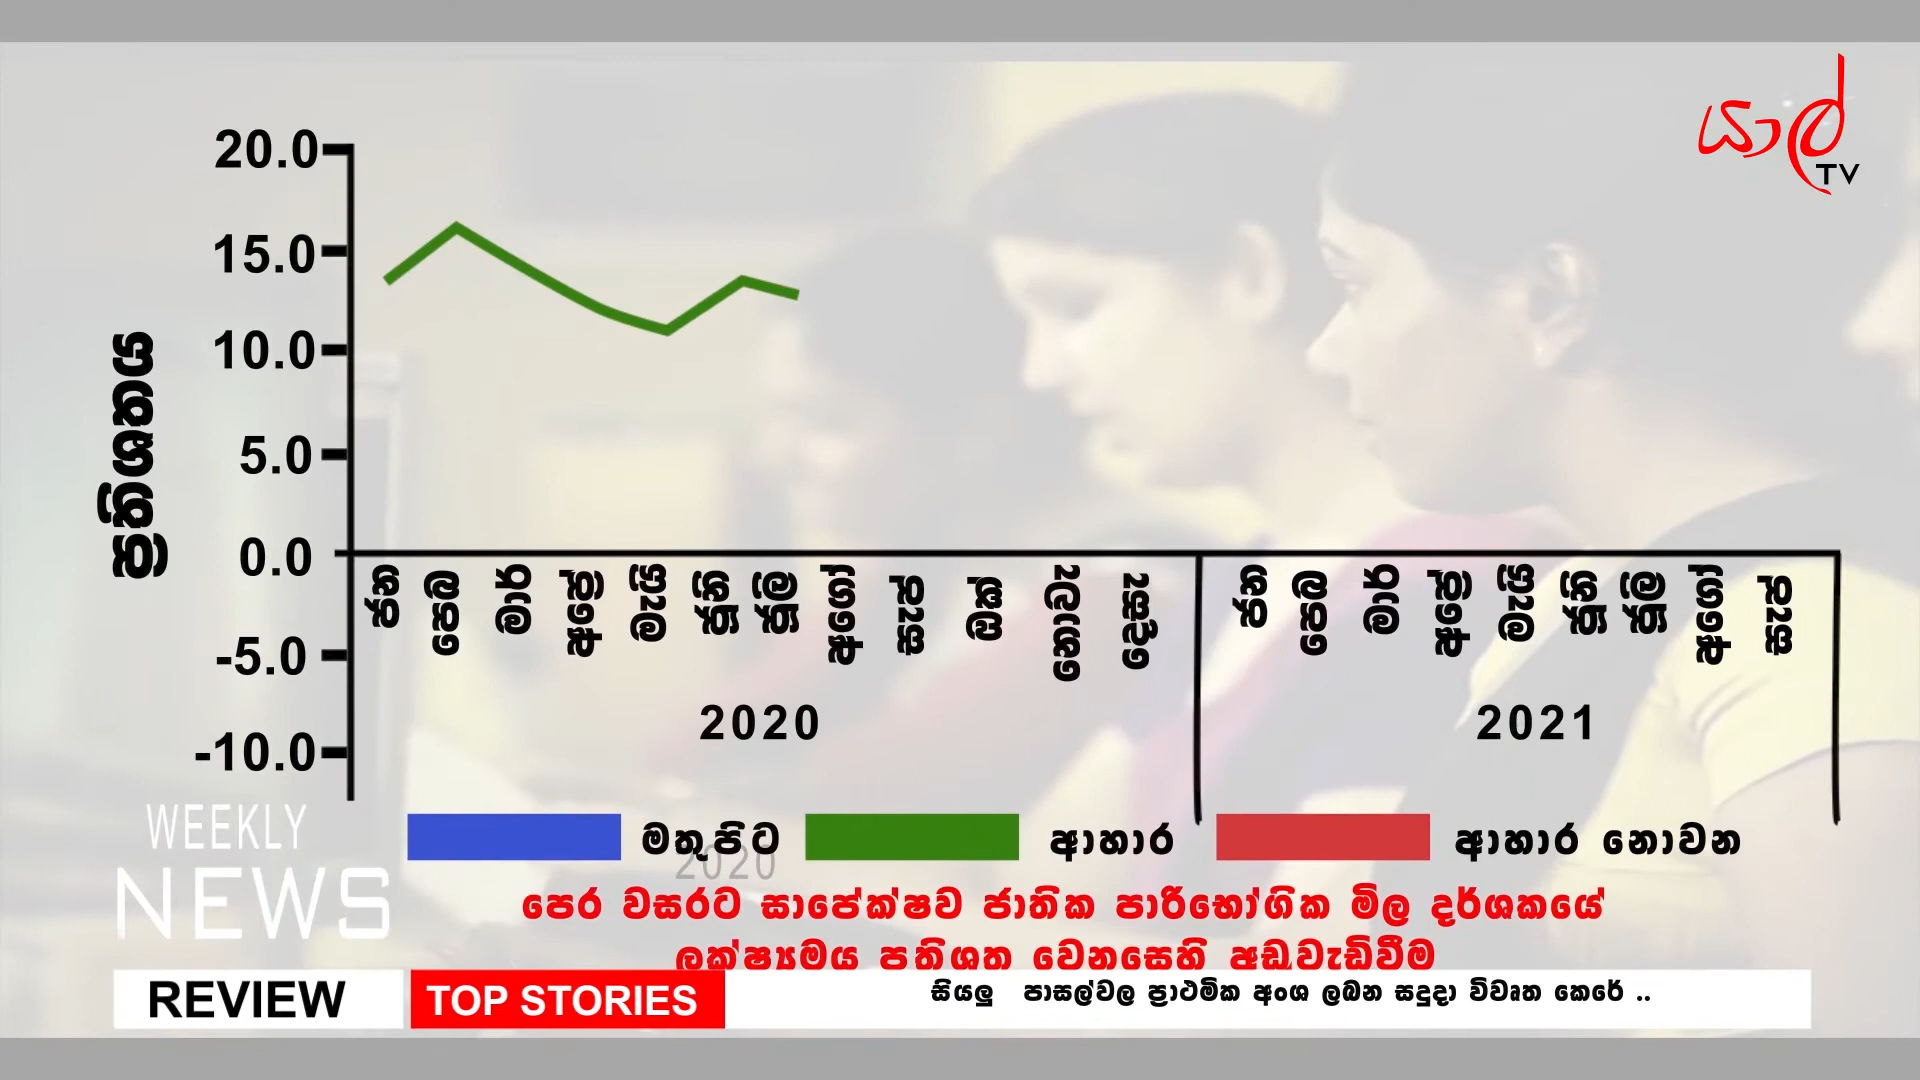 යාල්
TV
20.0
15.0
10.0
5.0
0.0
-5.0
-10.0
ප්‍රතිශතය
ජන
පෙබ
මාර්
අප්‍රේ
මැයි
ජූනි
ජූලි
අගෝ
සැප්
ඔක්
නොවැ
දෙසැ
ජන
පෙබ
මාර්
අප්‍රේ
මැයි
ජූනි
ජූලි
අගෝ
සැප්
2020
2021
මතුපිට
ආහාර
ආහාර නොවන
2020
පෙර වසරට සාපේක්ෂව ජාතික පාරිභෝගික මිල දර්ශකයේ
ලක්ෂ්‍යමය පතිශත වෙනසෙහි අඩුවැඩිවීම
WEEKLY
NEWS
REVIEW
TOP STORIES
සියලු පාසල්වල ප්‍රාථමික අංශ ලබන සදුදා විවෘත කෙරේ ..